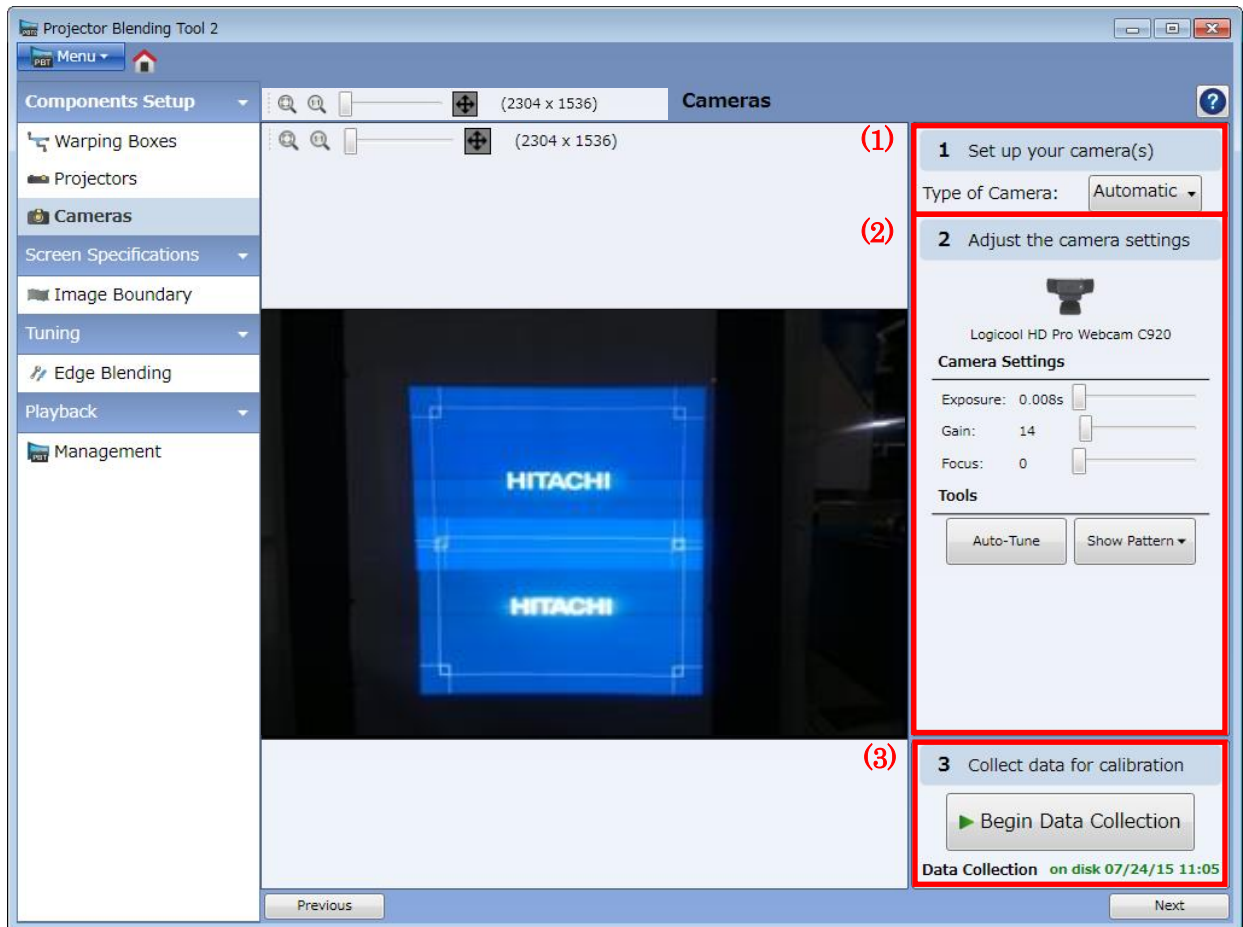 Projector Blending Tool 2
PBT Menu
Components Setup
(2304 x 1536)
Cameras
?
Warping Boxes
(2304 x 1536)
Projectors
Cameras
Screen Specifications
Image Boundary
Tuning
Edge Blending
Playback
PBT Management
HITACHI
HITACHI
(1)
1 Set up your camera(s)
Type of Camera: Automatic
(2)
2 Adjust the camera settings
Logicool HD Pro Webcam C920
Camera Settings
Exposure: 0.008s
Gain: 14
Focus: 0
Tools
Auto-Tune
Show Pattern
(3)
3 Collect data for calibration
Begin Data Collection
Data Collection on disk 07/24/15 11:05
Previous
Next